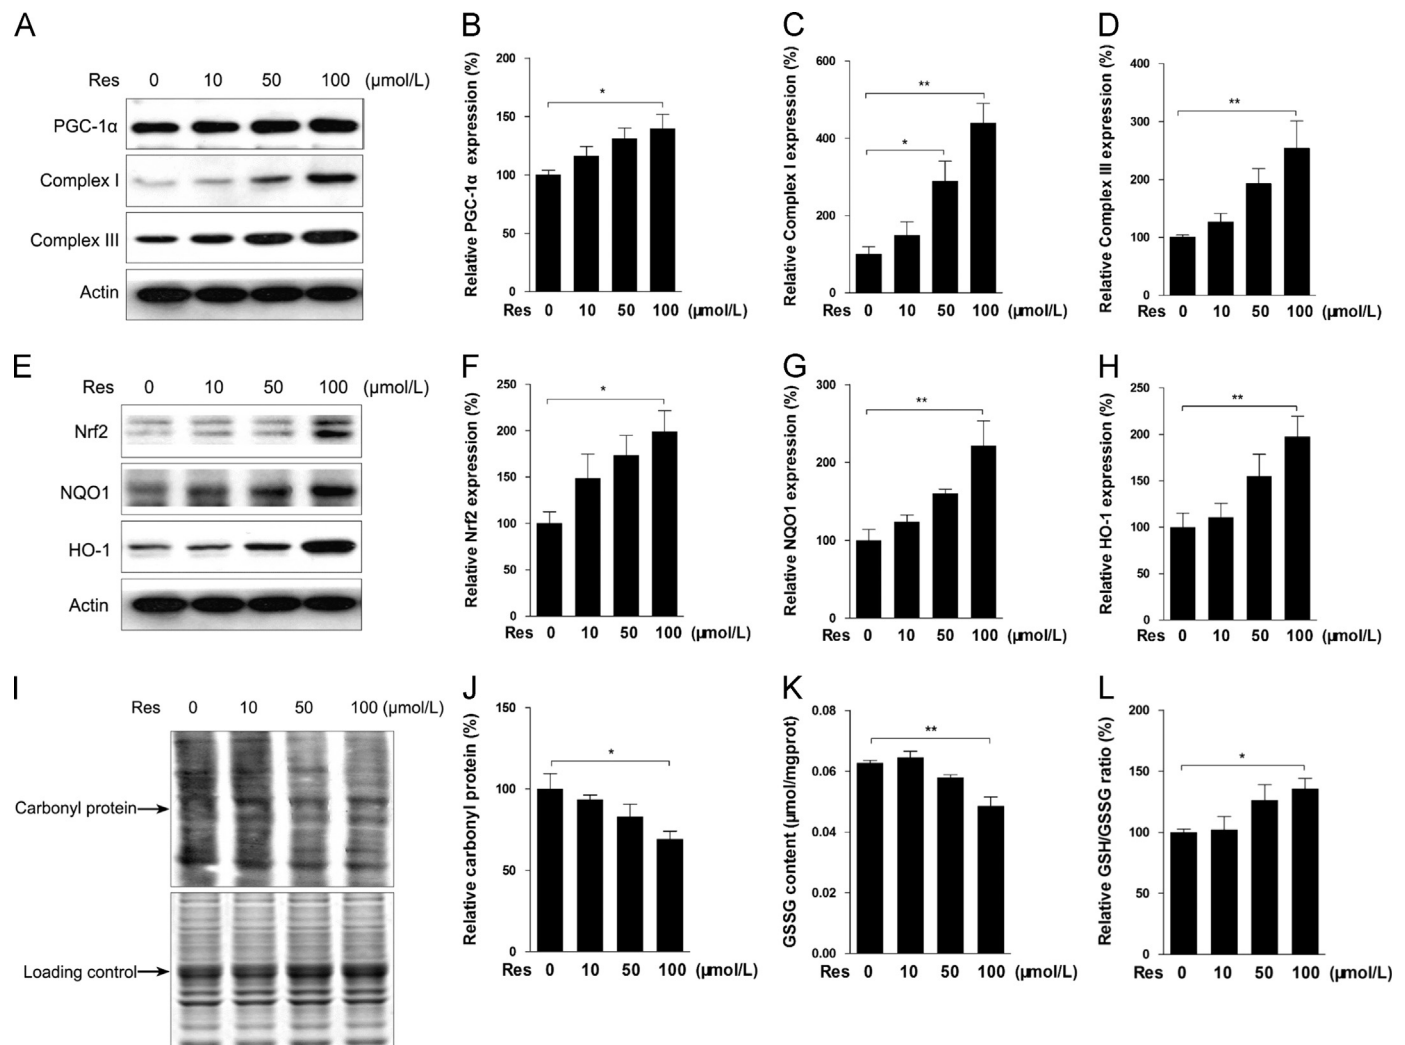 A
Res 0 10 50 100 (µmol/L)
PGC-1α
Complex I
Complex III
Actin
B
Relative PGC-1α expression (%)
200
150
100
50
0
*
Res 0 10 50 100 (µmol/L)
C
Relative Complex I expression (%)
600
400
200
0
**
*
Res 0 10 50 100 (µmol/L)
D
Relative Complex III expression (%)
400
300
200
100
0
**
Res 0 10 50 100 (µmol/L)
E
Res 0 10 50 100 (µmol/L)
Nrf2
NQO1
HO-1
Actin
F
Relative Nrf2 expression (%)
250
200
150
100
50
0
*
Res 0 10 50 100 (µmol/L)
G
Relative NQO1 expression (%)
300
200
100
0
**
Res 0 10 50 100 (µmol/L)
H
Relative HO-1 expression (%)
250
200
150
100
50
0
**
Res 0 10 50 100 (µmol/L)
I
Res 0 10 50 100 (µmol/L)
Carbonyl protein
Loading control
J
Relative carbonyl protein (%)
150
100
50
0
*
Res 0 10 50 100 (µmol/L)
K
GSSG content (µmol/mgprot)
0.08
0.06
0.04
0.02
0.00
**
Res 0 10 50 100 (µmol/L)
L
Relative GSH/GSSG ratio (%)
200
150
100
50
0
*
Res 0 10 50 100 (µmol/L)